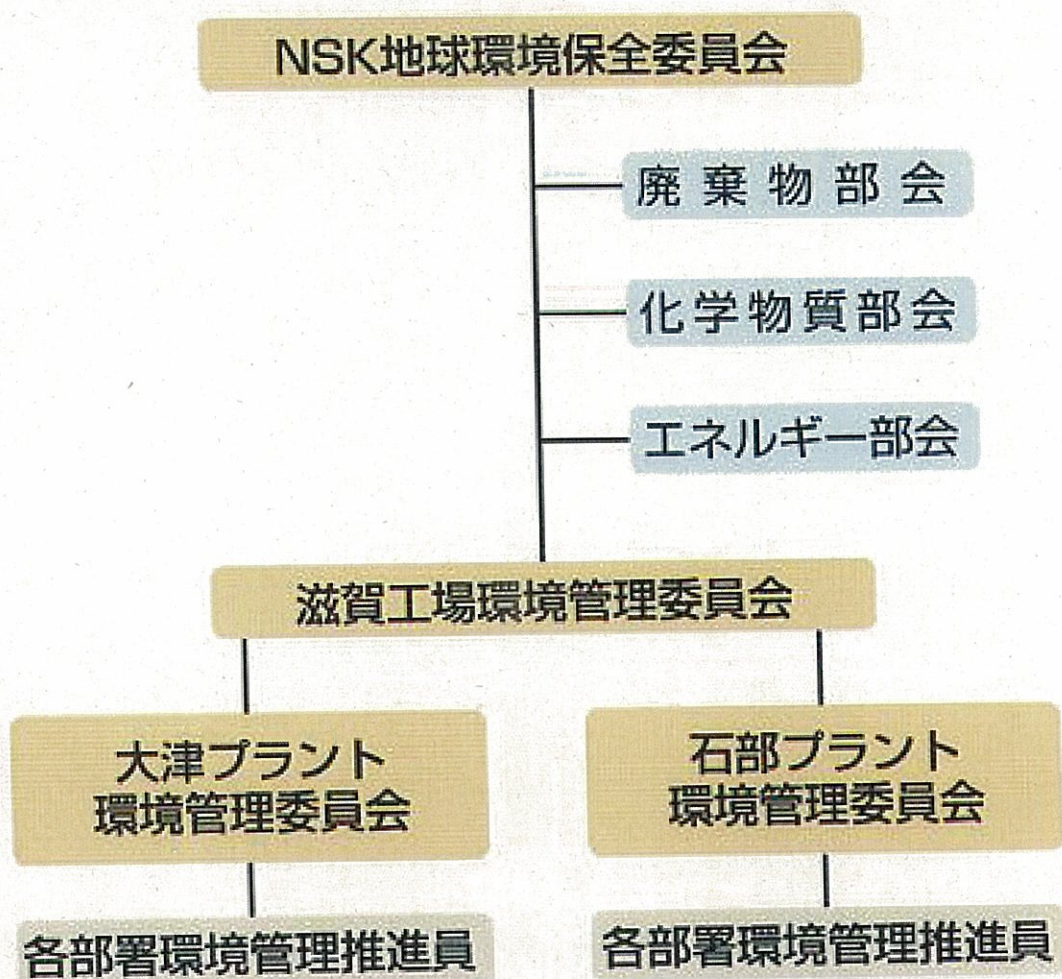 NSK地球環境保全委員会
廃棄物部会
化学物質部会
エネルギー部会
滋賀工場環境管理委員会
大津プラント
環境管理委員会
石部プラント
環境管理委員会
各部署環境管理推進員
各部署環境管理推進員